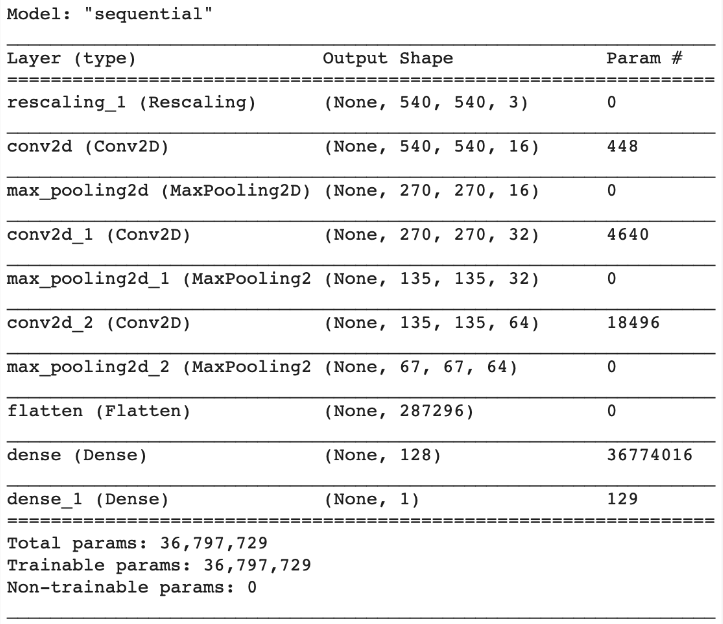 Model: "sequential"
Layer (type) Output Shape Param #
rescaling_1 (Rescaling) (None, 540, 540, 3) 0
conv2d (Conv2D) (None, 540, 540, 16) 448
max_pooling2d (MaxPooling2D) (None, 270, 270, 16) 0
conv2d_1 (Conv2D) (None, 270, 270, 32) 4640
max_pooling2d_1 (MaxPooling2 (None, 135, 135, 32) 0
conv2d_2 (Conv2D) (None, 135, 135, 64) 18496
max_pooling2d_2 (MaxPooling2 (None, 67, 67, 64) 0
flatten (Flatten) (None, 287296) 0
dense (Dense) (None, 128) 36774016
dense_1 (Dense) (None, 1) 129
Total params: 36,797,729
Trainable params: 36,797,729
Non-trainable params: 0